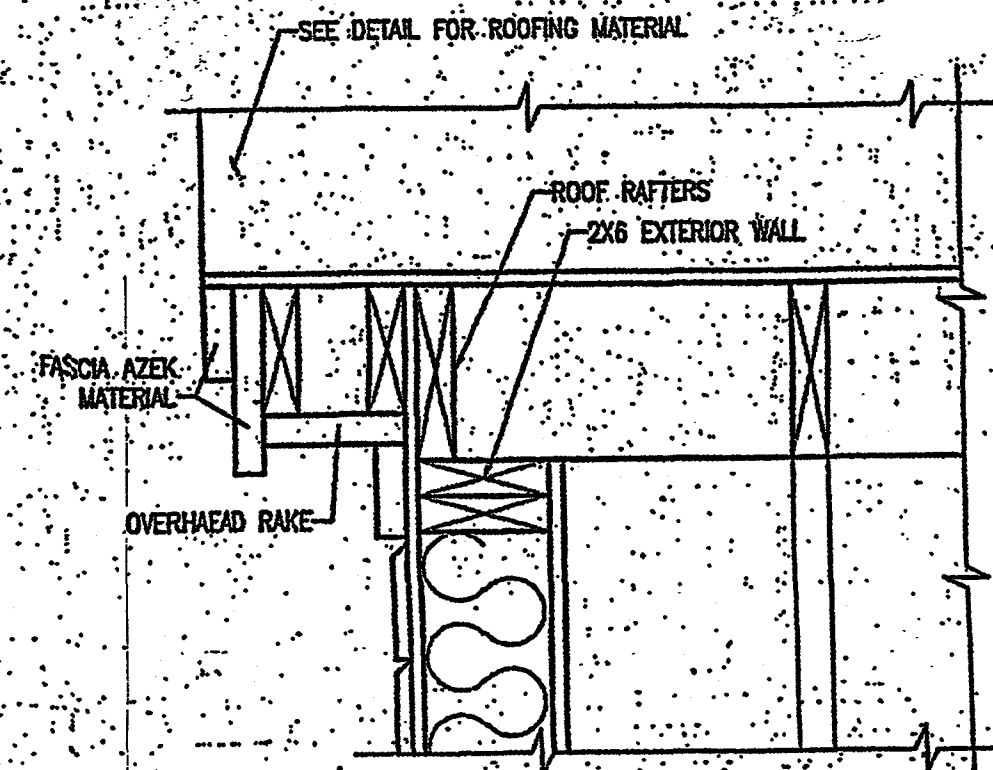 SEE DETAIL FOR ROOFING MATERIAL
ROOF RAFTERS
2X6 EXTERIOR WALL
FASCIA AZEK
MATERIAL
OVERHAEAD RAKE